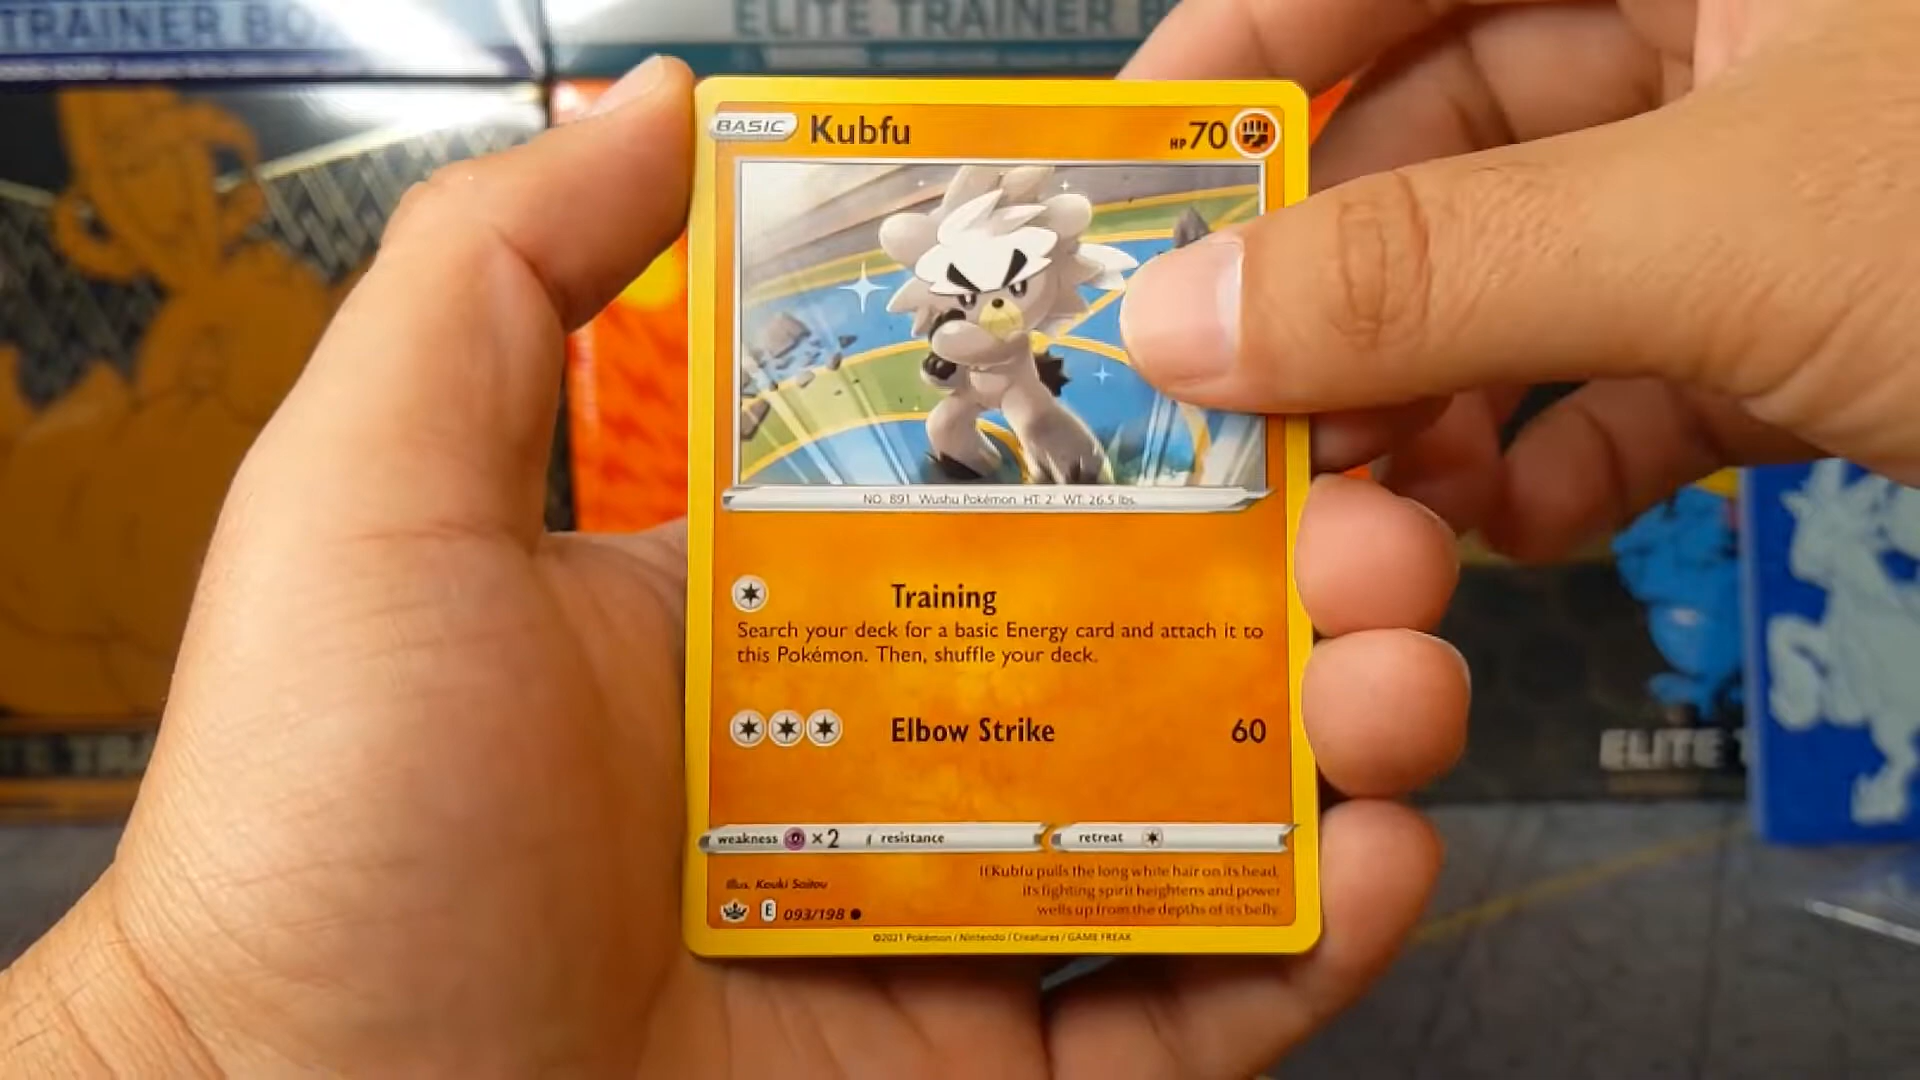 TRAINER BO
ELITE TRAINER B
BASIC Kubfu HP 70
NO. 891 Wushu Pokémon HT: 2' WT: 26.5 lbs.
Training
Search your deck for a basic Energy card and attach it to
this Pokémon. Then, shuffle your deck.
Elbow Strike 60
weakness ×2 resistance retreat
If Kubfu pulls the long white hair on its head,
its fighting spirit heightens and power
wells up from the depths of its belly.
Illus. Kouki Saitou
E 093/198
©2021 Pokémon / Nintendo / Creatures / GAME FREAK
ELITE TRA
ELITE T